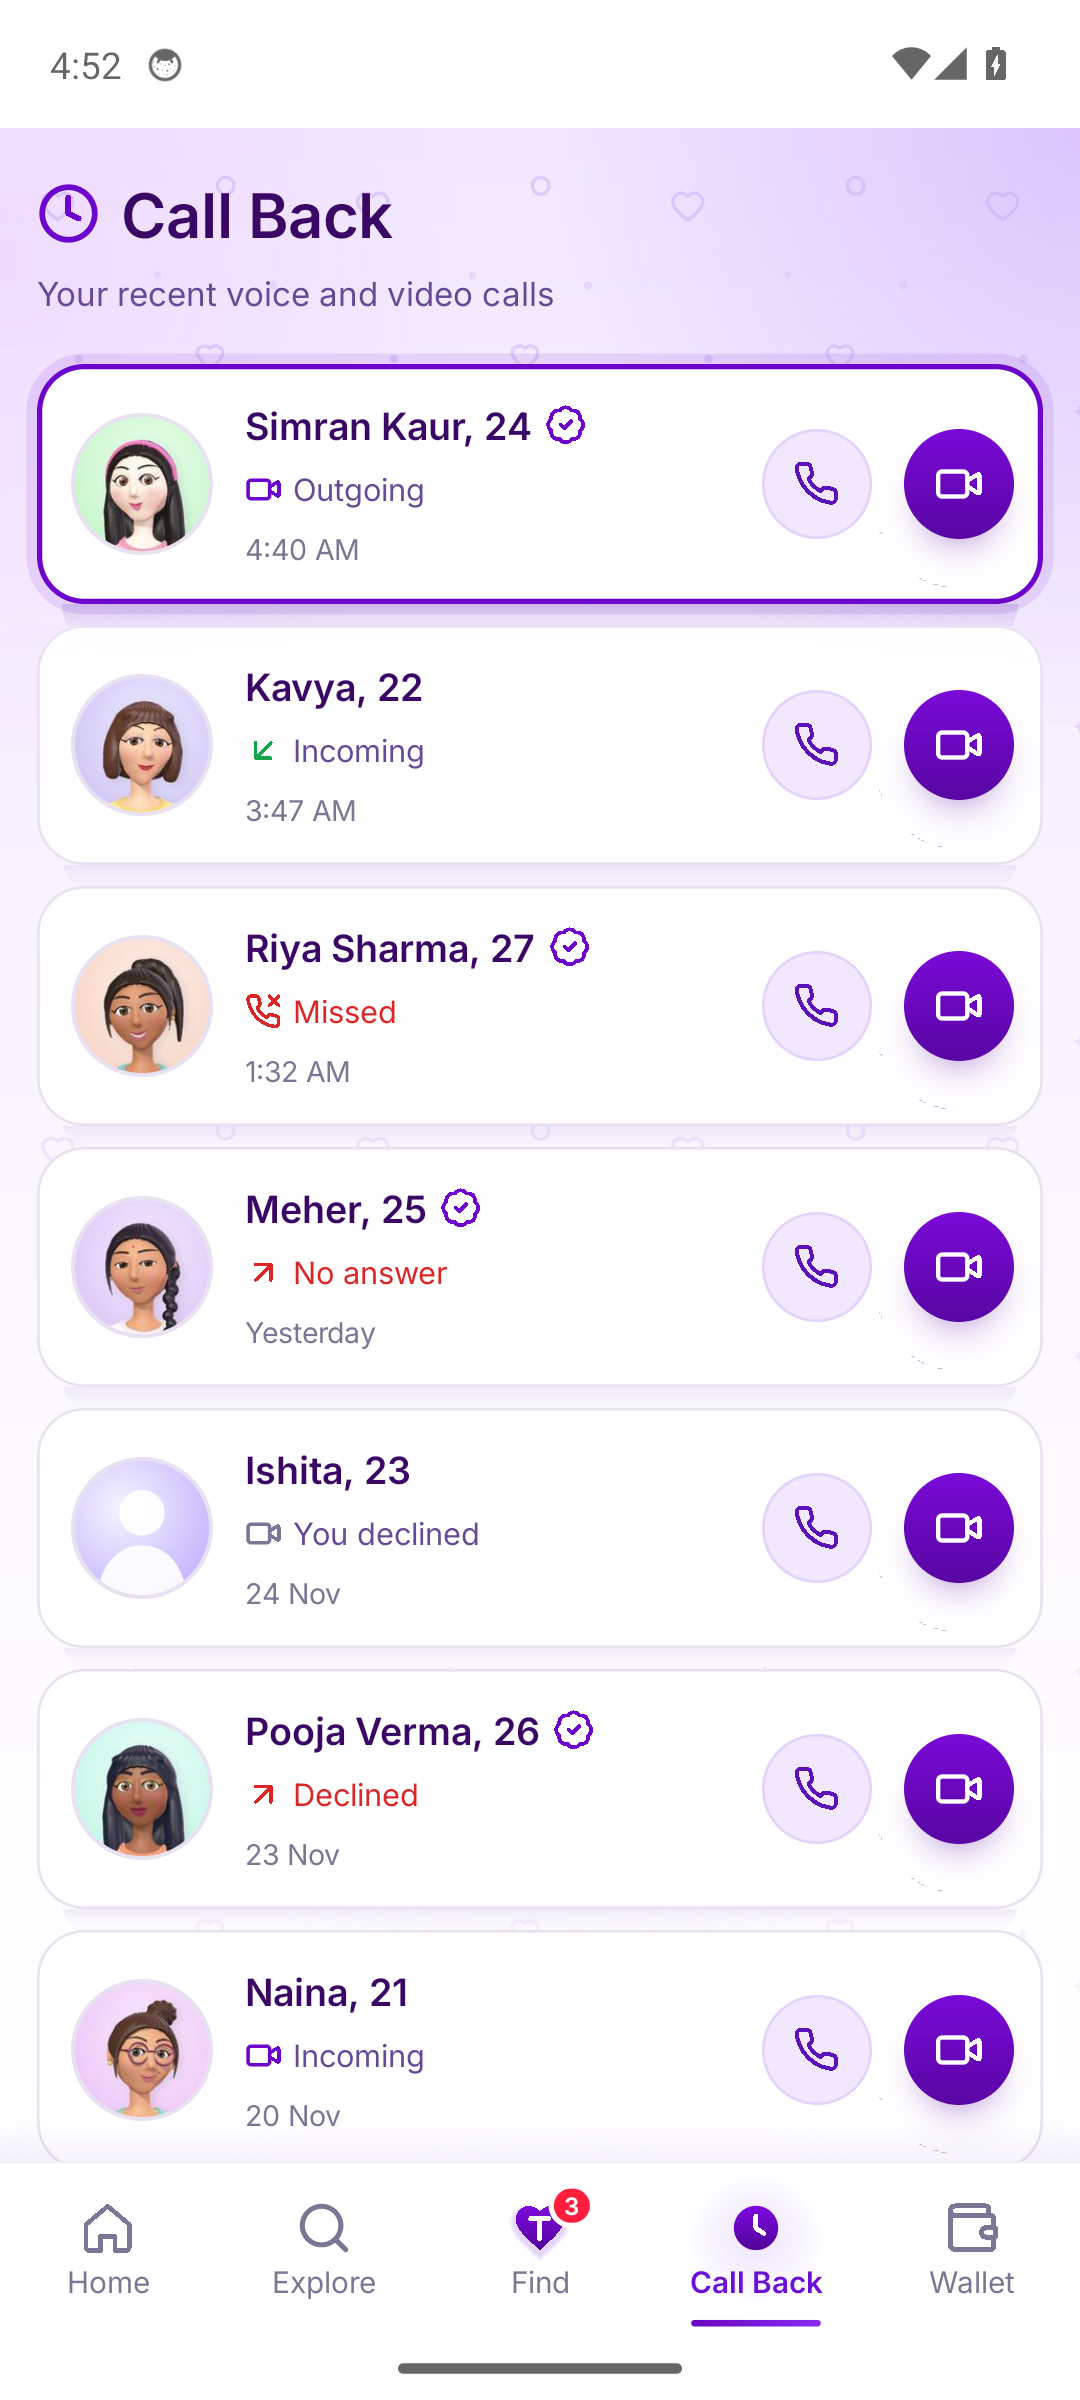 4:52
Call Back
Your recent voice and video calls
Simran Kaur, 24
Outgoing
4:40 AM
Kavya, 22
Incoming
3:47 AM
Riya Sharma, 27
Missed
1:32 AM
Meher, 25
No answer
Yesterday
Ishita, 23
You declined
24 Nov
Pooja Verma, 26
Declined
23 Nov
Naina, 21
Incoming
20 Nov
T
3
Home
Explore
Find
Call Back
Wallet